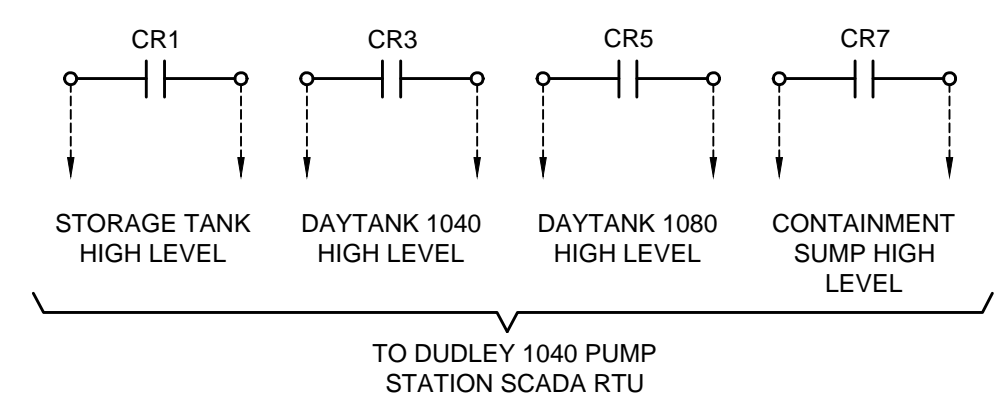 CR1
CR3
CR5
CR7
STORAGE TANK
HIGH LEVEL
DAYTANK 1040
HIGH LEVEL
DAYTANK 1080
HIGH LEVEL
CONTAINMENT
SUMP HIGH
LEVEL
TO DUDLEY 1040 PUMP
STATION SCADA RTU